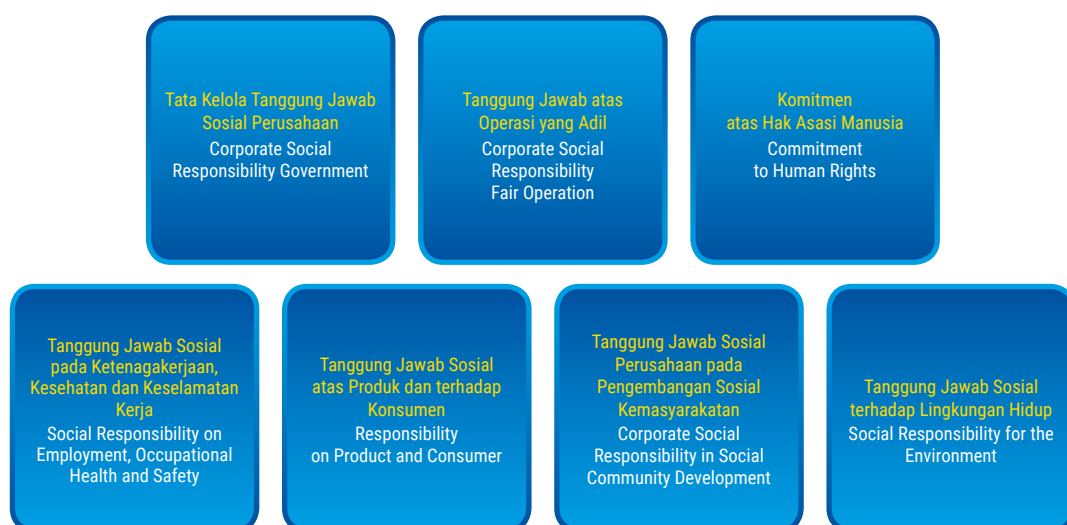 Tata Kelola Tanggung Jawab
Sosial Perusahaan
Corporate Social
Responsibility Government
Tanggung Jawab atas
Operasi yang Adil
Corporate Social
Responsibility
Fair Operation
Komitmen
atas Hak Asasi Manusia
Commitment
to Human Rights
Tanggung Jawab Sosial
pada Ketenagakerjaan,
Kesehatan dan Keselamatan
Kerja
Social Responsibility on
Employment, Occupational
Health and Safety
Tanggung Jawab Sosial
atas Produk dan terhadap
Konsumen
Responsibility
on Product and Consumer
Tanggung Jawab Sosial
Perusahaan pada
Pengembangan Sosial
Kemasyarakatan
Corporate Social
Responsibility in Social
Community Development
Tanggung Jawab Sosial
terhadap Lingkungan Hidup
Social Responsibility for the
Environment